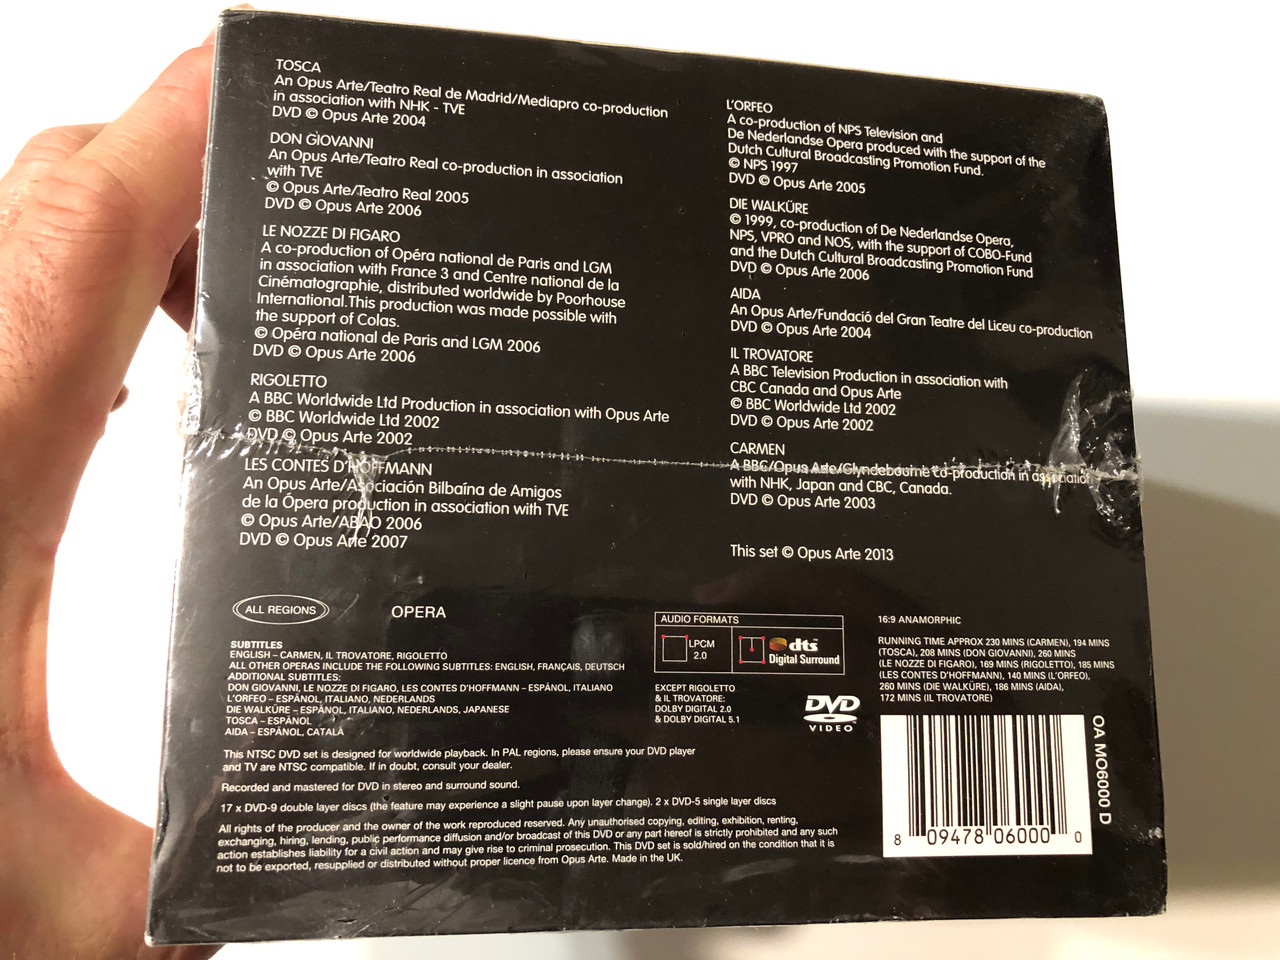 TOSCA
An Opus Arte/Teatro Real de Madrid/Mediapro co-production
in association with NHK - TVE
DVD © Opus Arte 2004
DON GIOVANNI
An Opus Arte/Teatro Real co-production in association
with TVE
© Opus Arte/Teatro Real 2005
DVD © Opus Arte 2006
LE NOZZE DI FIGARO
A co-production of Opéra national de Paris and LGM
in association with France 3 and Centre national de la
Cinématographie, distributed worldwide by Poorhouse
International.This production was made possible with
the support of Colas.
© Opéra national de Paris and LGM 2006
DVD © Opus Arte 2006
RIGOLETTO
A BBC Worldwide Ltd Production in association with Opus Arte
© BBC Worldwide Ltd 2002
DVD © Opus Arte 2002
LES CONTES D'HOFFMANN
An Opus Arte/Asociación Bilbaína de Amigos
de la Ópera production in association with TVE
© Opus Arte/ABAO 2006
DVD © Opus Arte 2007
L'ORFEO
A co-production of NPS Television and
De Nederlandse Opera produced with the support of the
Dutch Cultural Broadcasting Promotion Fund.
© NPS 1997
DVD © Opus Arte 2005
DIE WALKÜRE
© 1999, co-production of De Nederlandse Opera,
NPS, VPRO and NOS, with the support of COBO-Fund
and the Dutch Cultural Broadcasting Promotion Fund
DVD © Opus Arte 2006
AIDA
An Opus Arte/Fundació del Gran Teatre del Liceu co-production
DVD © Opus Arte 2004
IL TROVATORE
A BBC Television Production in association with
CBC Canada and Opus Arte
© BBC Worldwide Ltd 2002
DVD © Opus Arte 2002
CARMEN
A BBC/Opus Arte/Glyndebourne co-production in association
with NHK, Japan and CBC, Canada.
DVD © Opus Arte 2003
This set © Opus Arte 2013
ALL REGIONS
OPERA
SUBTITLES
ENGLISH – CARMEN, IL TROVATORE, RIGOLETTO
ALL OTHER OPERAS INCLUDE THE FOLLOWING SUBTITLES: ENGLISH, FRANÇAIS, DEUTSCH
ADDITIONAL SUBTITLES:
DON GIOVANNI, LE NOZZE DI FIGARO, LES CONTES D'HOFFMANN – ESPAÑOL, ITALIANO
L'ORFEO – ESPAÑOL, ITALIANO, NEDERLANDS
DIE WALKÜRE – ESPAÑOL, ITALIANO, NEDERLANDS, JAPANESE
TOSCA – ESPAÑOL
AIDA – ESPAÑOL, CATALÀ
This NTSC DVD set is designed for worldwide playback. In PAL regions, please ensure your DVD player
and TV are NTSC compatible. If in doubt, consult your dealer.
Recorded and mastered for DVD in stereo and surround sound.
17 x DVD-9 double layer discs (the feature may experience a slight pause upon layer change). 2 x DVD-5 single layer discs
All rights of the producer and the owner of the work reproduced reserved. Any unauthorised copying, editing, exhibition, renting,
exchanging, hiring, lending, public performance diffusion and/or broadcast of this DVD or any part hereof is strictly prohibited and any such
action establishes liability for a civil action and may give rise to criminal prosecution. This DVD set is sold/hired on the condition that it is
not to be exported, resupplied or distributed without proper licence from Opus Arte. Made in the UK.
AUDIO FORMATS
LPCM
2.0
dts
Digital Surround
EXCEPT RIGOLETTO
& IL TROVATORE:
DOLBY DIGITAL 2.0
& DOLBY DIGITAL 5.1
DVD
VIDEO
16:9 ANAMORPHIC
RUNNING TIME APPROX 230 MINS (CARMEN), 194 MINS
(TOSCA), 208 MINS (DON GIOVANNI), 260 MINS
(LE NOZZE DI FIGARO), 169 MINS (RIGOLETTO), 185 MINS
(LES CONTES D'HOFFMANN), 140 MINS (L'ORFEO),
260 MINS (DIE WALKÜRE), 186 MINS (AIDA),
172 MINS (IL TROVATORE)
8 09478 06000 0
OA MO6000 D